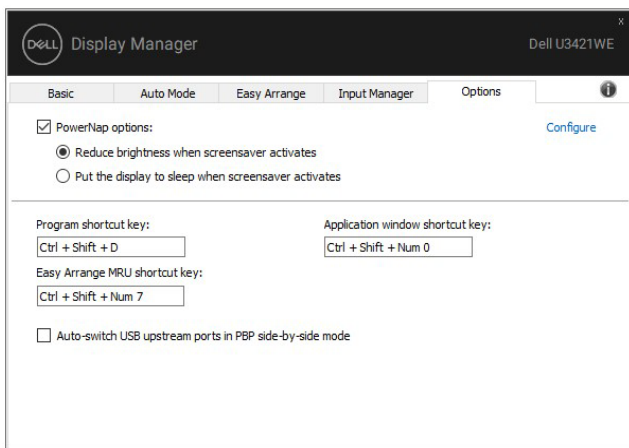 x
DELL Display Manager
Dell U3421WE
Basic Auto Mode Easy Arrange Input Manager Options i
PowerNap options: Configure
Reduce brightness when screensaver activates
Put the display to sleep when screensaver activates
Program shortcut key: Application window shortcut key:
Ctrl + Shift + D Ctrl + Shift + Num 0
Easy Arrange MRU shortcut key:
Ctrl + Shift + Num 7
Auto-switch USB upstream ports in PBP side-by-side mode